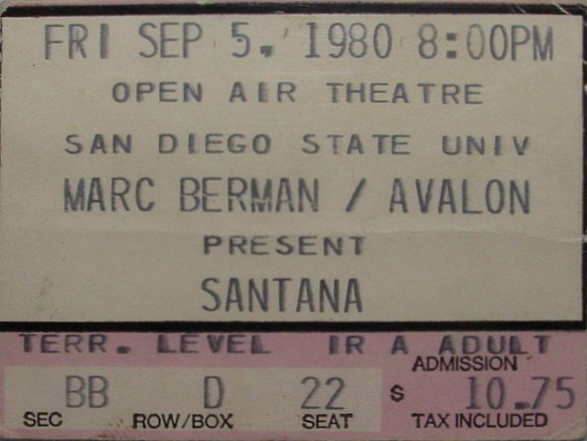 FRI SEP 5, 1980 8:00PM
OPEN AIR THEATRE
SAN DIEGO STATE UNIV
MARC BERMAN / AVALON
PRESENT
SANTANA
TERR. LEVEL IR A ADULT
ADMISSION
BB D 22 $ 10.75
SEC ROW/BOX SEAT TAX INCLUDED